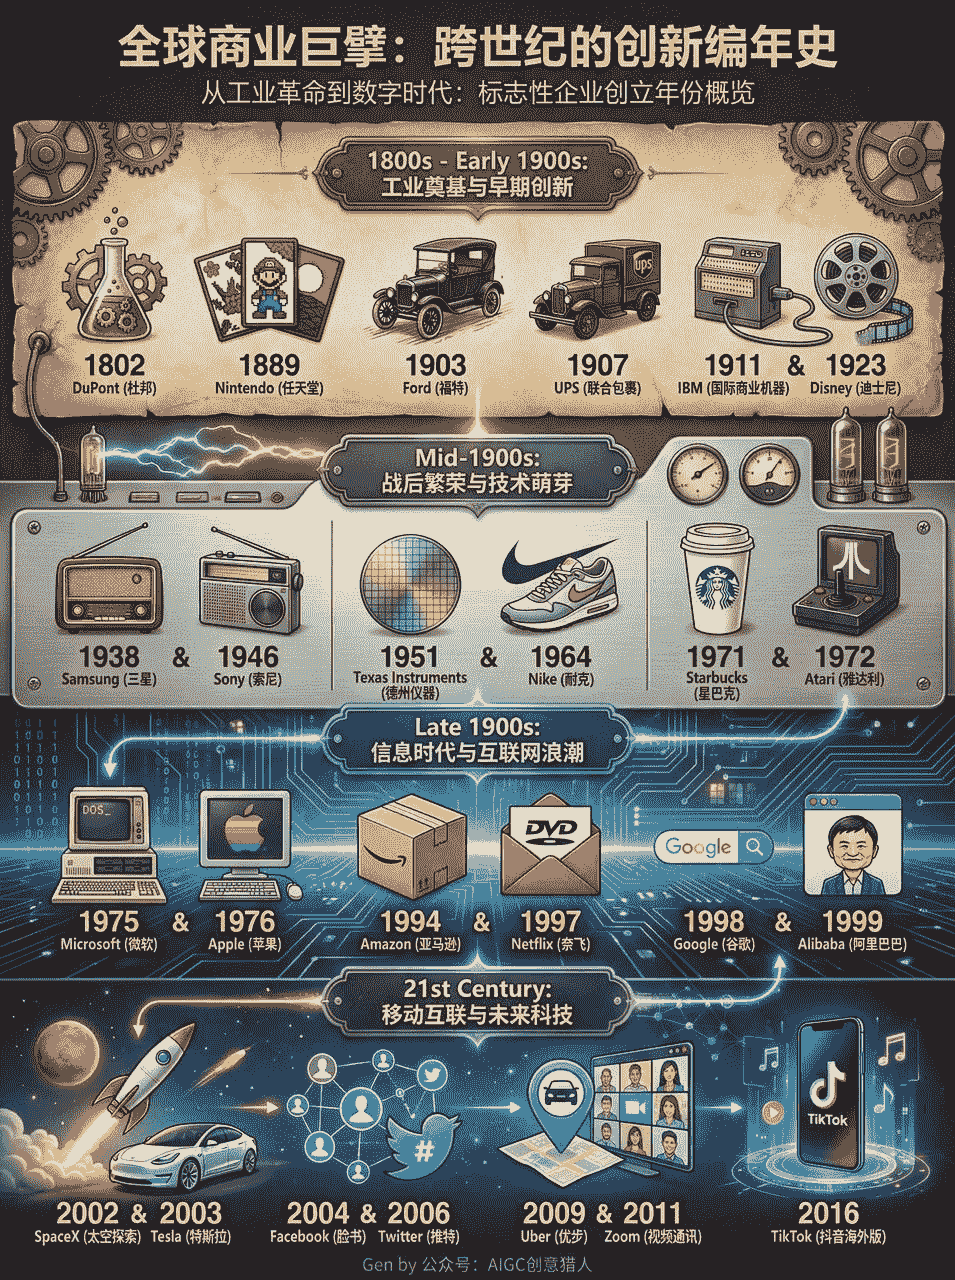 全球商业巨擘：跨世纪的创新编年史
从工业革命到数字时代：标志性企业创立年份概览
1800s - Early 1900s:
工业奠基与早期创新
ups
1802
DuPont (杜邦)
1889
Nintendo (任天堂)
1903
Ford (福特)
1907
UPS (联合包裹)
1911 & 1923
IBM (国际商业机器) Disney (迪士尼)
Mid-1900s:
战后繁荣与技术萌芽
1938 & 1946
Samsung (三星) Sony (索尼)
1951 & 1964
Texas Instruments
(德州仪器)
Nike (耐克)
1971 & 1972
Starbucks
(星巴克)
Atari (雅达利)
Late 1900s:
信息时代与互联网浪潮
DOS_
DVD
Google
1975 & 1976
Microsoft (微软) Apple (苹果)
1994 & 1997
Amazon (亚马逊) Netflix (奈飞)
1998 & 1999
Google (谷歌) Alibaba (阿里巴巴)
21st Century:
移动互联与未来科技
#
TikTok
2002 & 2003
SpaceX (太空探索) Tesla (特斯拉)
2004 & 2006
Facebook (脸书) Twitter (推特)
2009 & 2011
Uber (优步) Zoom (视频通讯)
2016
TikTok (抖音海外版)
Gen by 公众号：AIGC创意猎人